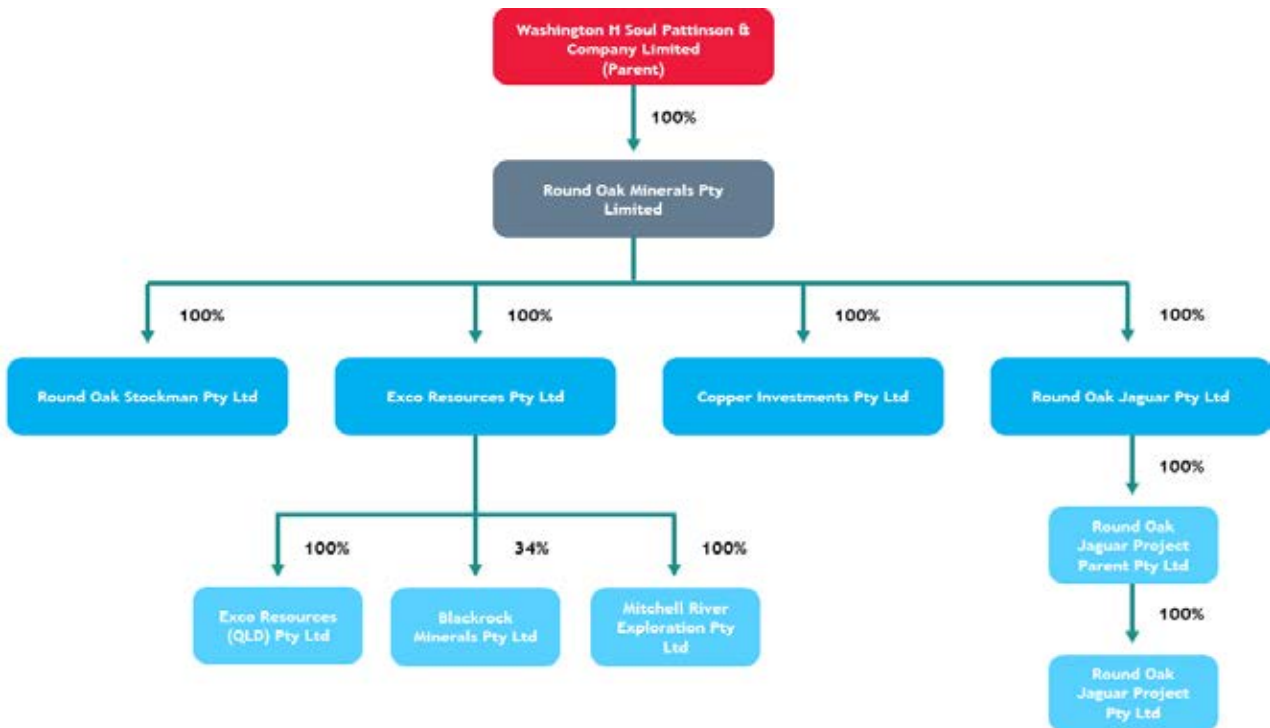 Washington H Soul Pattinson &
Company Limited
(Parent)
100%
Round Oak Minerals Pty
Limited
100%
100%
100%
100%
Round Oak Stockman Pty Ltd
Exco Resources Pty Ltd
Copper Investments Pty Ltd
Round Oak Jaguar Pty Ltd
100%
Round Oak
Jaguar Project
Parent Pty Ltd
100%
34%
100%
Exco Resources
(QLD) Pty Ltd
Blackrock
Minerals Pty Ltd
Mitchell River
Exploration Pty
Ltd
100%
Round Oak
Jaguar Project
Pty Ltd